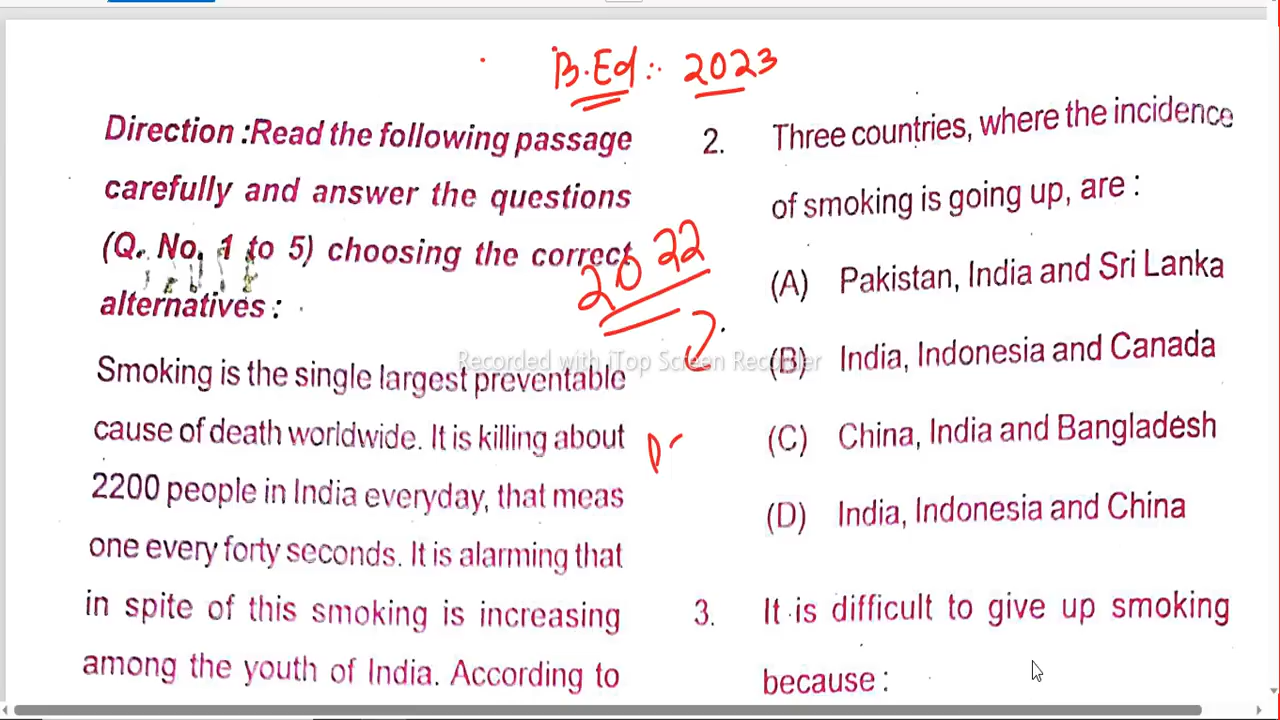 B.Ed :- 2023
Direction :Read the following passage
carefully and answer the questions
(Q. No. 1 to 5) choosing the correct
alternatives :
2022
Smoking is the single largest preventable
cause of death worldwide. It is killing about
2200 people in India everyday, that meas
one every forty seconds. It is alarming that
in spite of this smoking is increasing
among the youth of India. According to
Recorded with iTop Screen Recorder
2. Three countries, where the incidence
of smoking is going up, are :
(A) Pakistan, India and Sri Lanka
(B) India, Indonesia and Canada
(C) China, India and Bangladesh
(D) India, Indonesia and China
3. It is difficult to give up smoking
because :